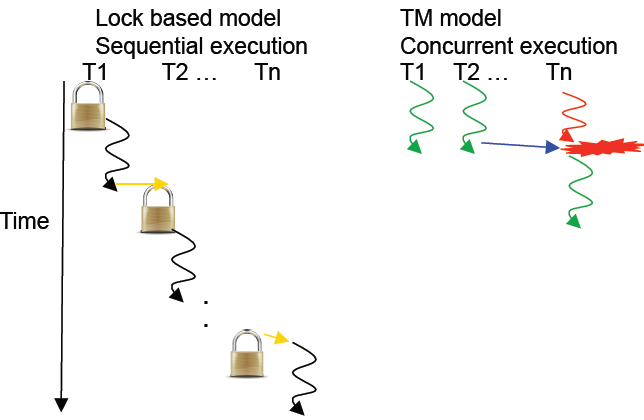 Lock based model
Sequential execution
T1 T2 ... Tn
TM model
Concurrent execution
T1 T2 ... Tn
Time
: